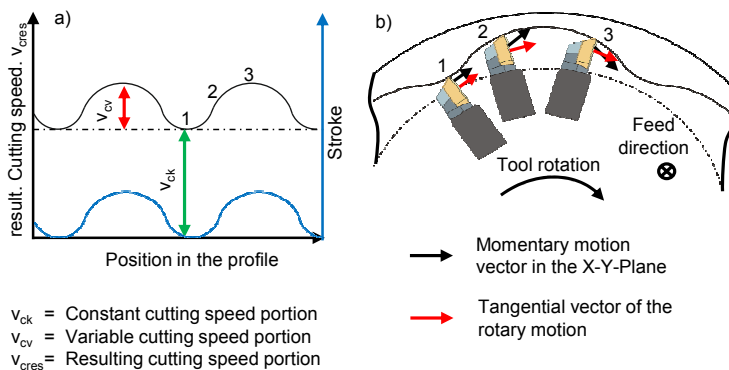 a)
result. Cutting speed. vcres
vcv
1
2
3
vck
Stroke
Position in the profile
vck = Constant cutting speed portion
vcv = Variable cutting speed portion
vcres= Resulting cutting speed portion
b)
1
2
3
Feed
direction
Tool rotation
Momentary motion
vector in the X-Y-Plane
Tangential vector of the
rotary motion